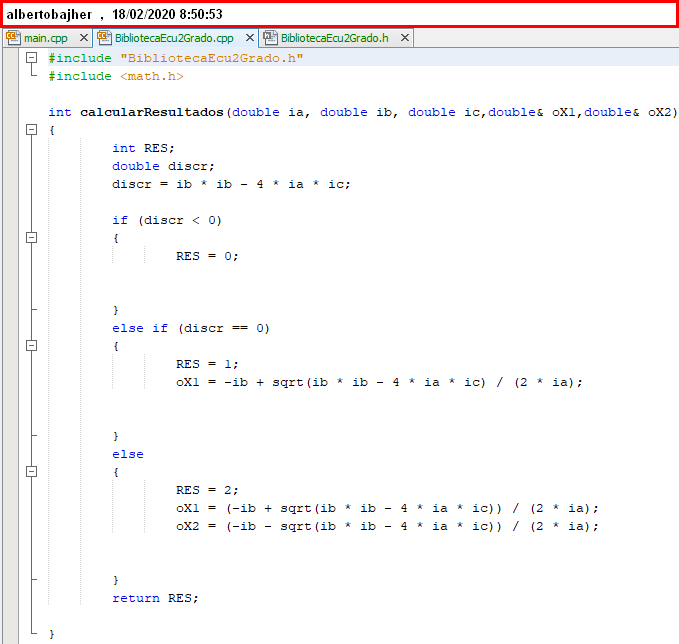 albertobajher , 18/02/2020 8:50:53
main.cpp BibliotecaEcu2Grado.cpp BibliotecaEcu2Grado.h
#include "BibliotecaEcu2Grado.h"
#include <math.h>
int calcularResultados(double ia, double ib, double ic,double& oX1,double& oX2)
{
int RES;
double discr;
discr = ib * ib - 4 * ia * ic;
if (discr < 0)
{
RES = 0;
}
else if (discr == 0)
{
RES = 1;
oX1 = -ib + sqrt(ib * ib - 4 * ia * ic) / (2 * ia);
}
else
{
RES = 2;
oX1 = (-ib + sqrt(ib * ib - 4 * ia * ic)) / (2 * ia);
oX2 = (-ib - sqrt(ib * ib - 4 * ia * ic)) / (2 * ia);
}
return RES;
}